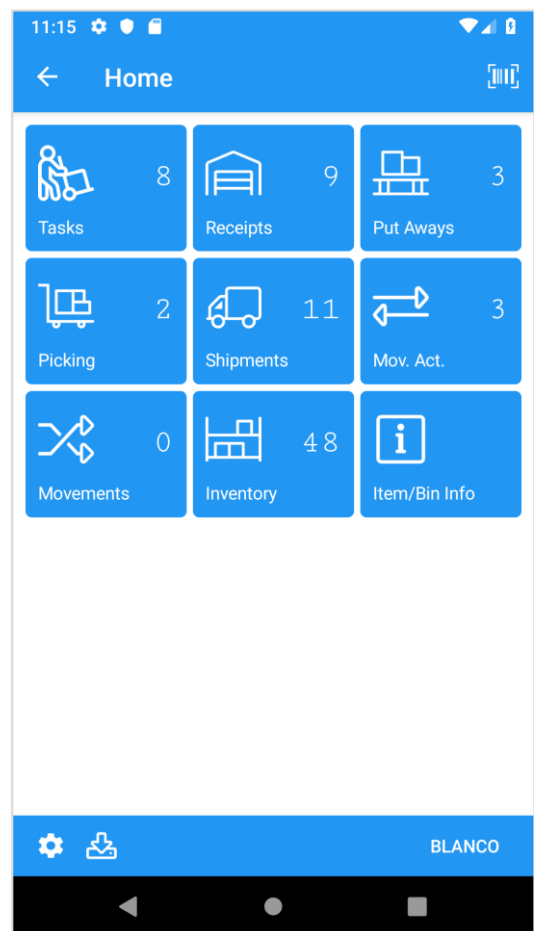 11:15
Home
8 9 3
Tasks Receipts Put Aways
2 11 3
Picking Shipments Mov. Act.
0 48
Movements Inventory Item/Bin Info
BLANCO